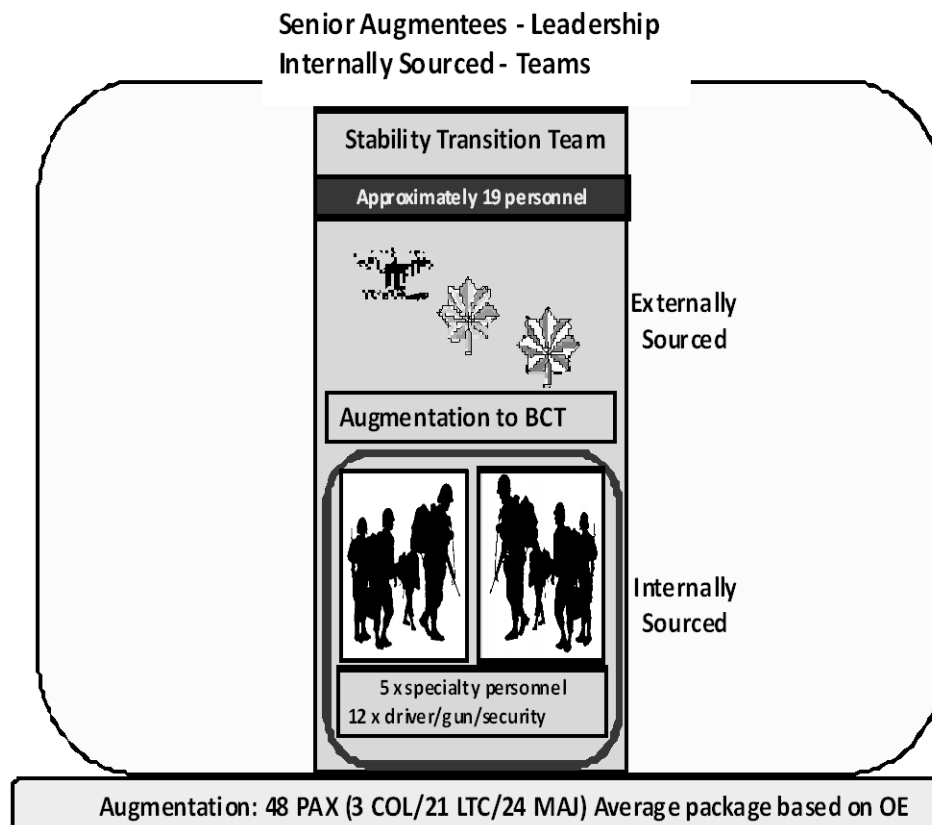 Senior Augmentees - Leadership
Internally Sourced - Teams
Stability Transition Team
Approximately 19 personnel
Externally
Sourced
Augmentation to BCT
Internally
Sourced
5 x specialty personnel
12 x driver/gun/security
Augmentation: 48 PAX (3 COL/21 LTC/24 MAJ) Average package based on OE